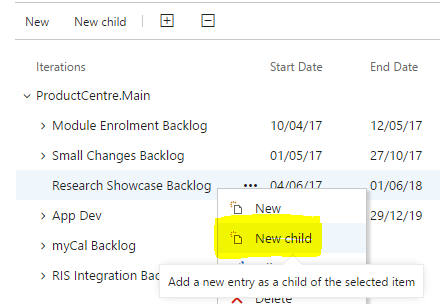 New New child
Iterations Start Date End Date
ProductCentre.Main
Module Enrolment Backlog 10/04/17 12/05/17
Small Changes Backlog 01/05/17 27/10/17
Research Showcase Backlog ... 04/06/17 01/06/18
New
App Dev 29/12/19
New child
myCal Backlog
RIS Integration Bac
Add a new entry as a child of the selected item
Delete